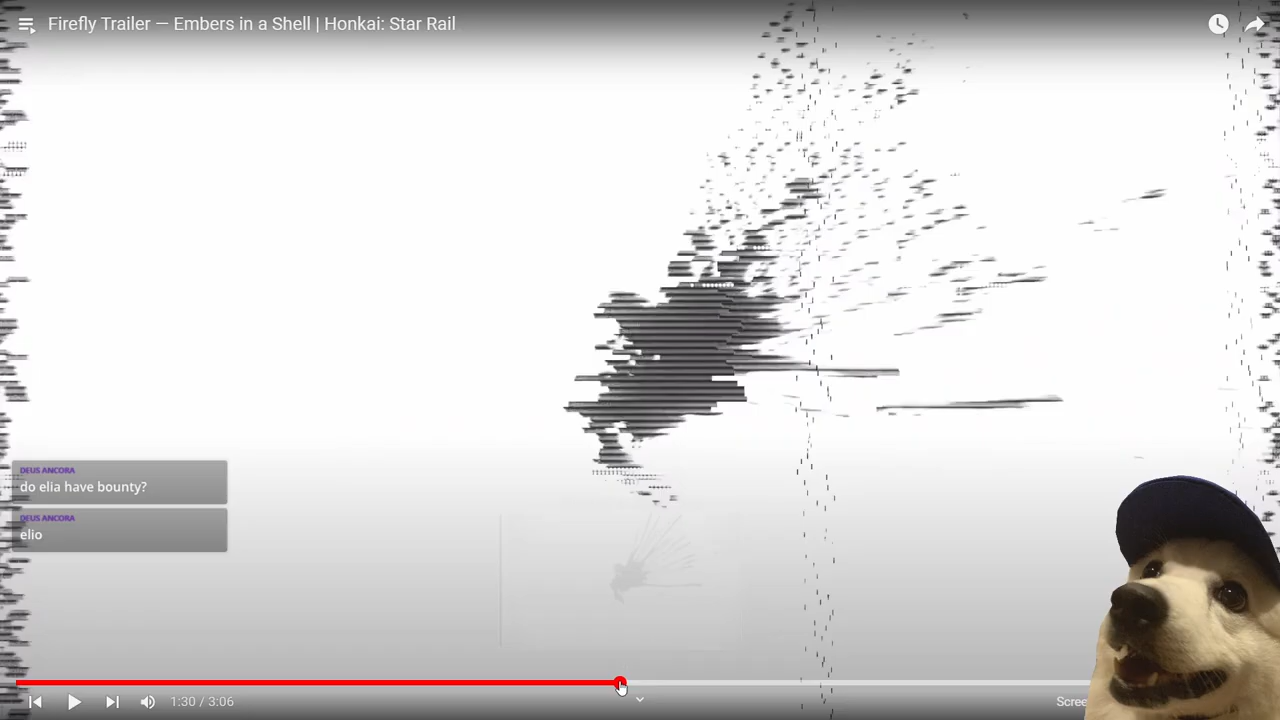 Firefly Trailer — Embers in a Shell | Honkai: Star Rail
DEUS ANCORA
do elia have bounty?
DEUS ANCORA
elio
1:30 / 3:06
Scree